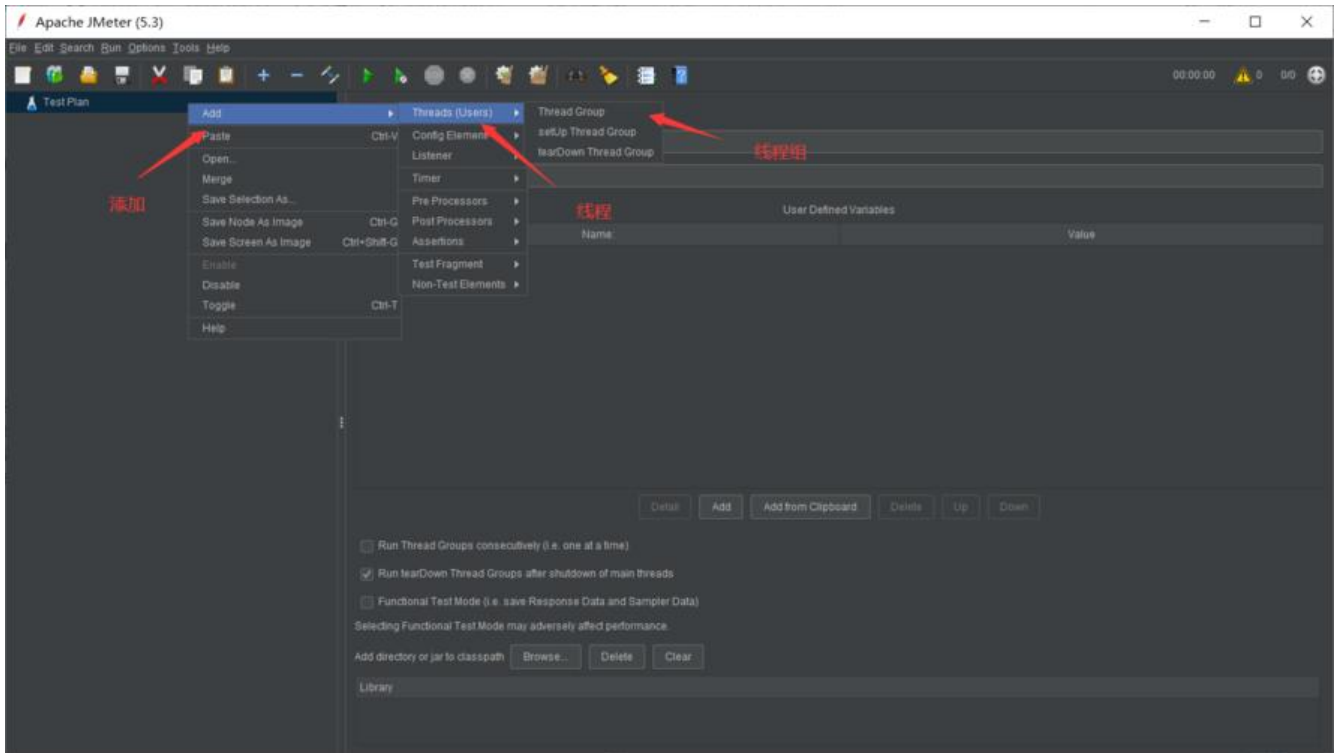 Apache JMeter (5.3)
File Edit Search Run Options Tools Help
00:00:00 0 0/0
Test Plan
Add
Paste Ctrl-V
Open...
Merge
Save Selection As...
Save Node As Image Ctrl-G
Save Screen As Image Ctrl+Shift-G
Enable
Disable
Toggle Ctrl-T
Help
Threads (Users)
Config Element
Listener
Timer
Pre Processors
Post Processors
Assertions
Test Fragment
Non-Test Elements
Thread Group
setUp Thread Group
tearDown Thread Group
添加
线程
线程组
User Defined Variables
Name: Value
Detail Add Add from Clipboard Delete Up Down
Run Thread Groups consecutively (i.e. one at a time)
Run tearDown Thread Groups after shutdown of main threads
Functional Test Mode (i.e. save Response Data and Sampler Data)
Selecting Functional Test Mode may adversely affect performance.
Add directory or jar to classpath Browse... Delete Clear
Library